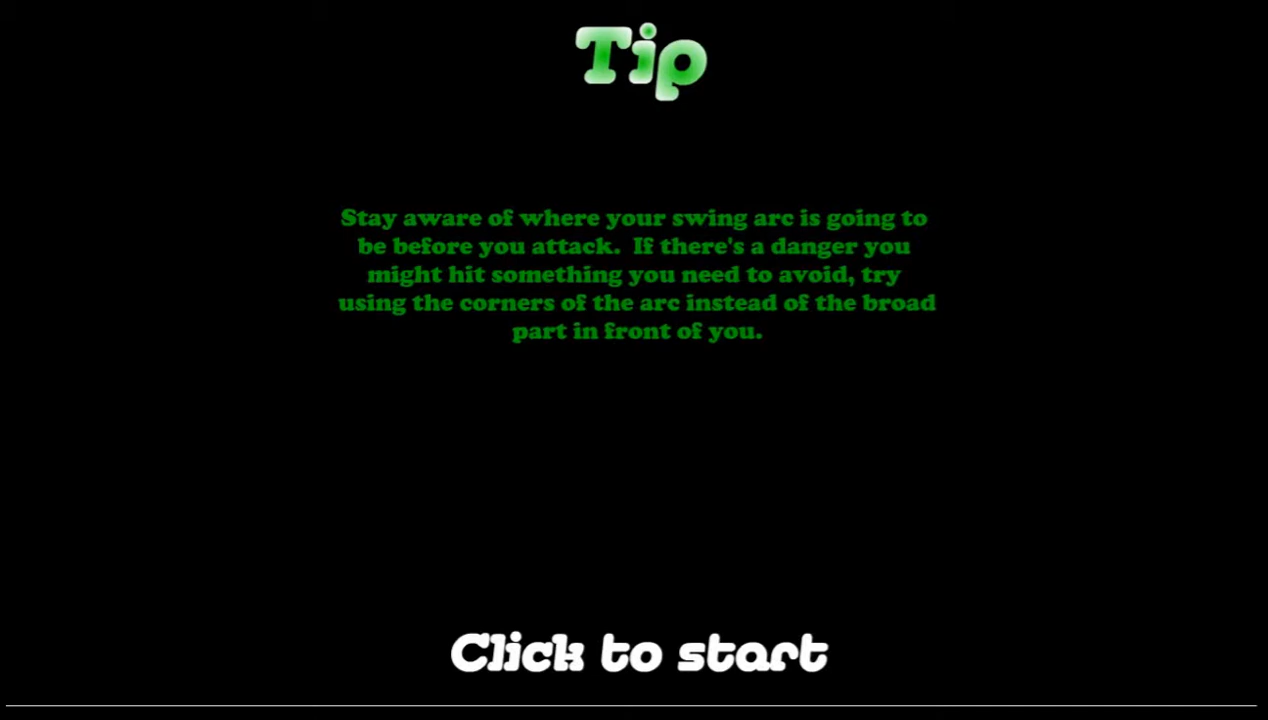 Tip
Stay aware of where your swing arc is going to
be before you attack.  If there's a danger you
might hit something you need to avoid, try
using the corners of the arc instead of the broad
part in front of you.
Click to start